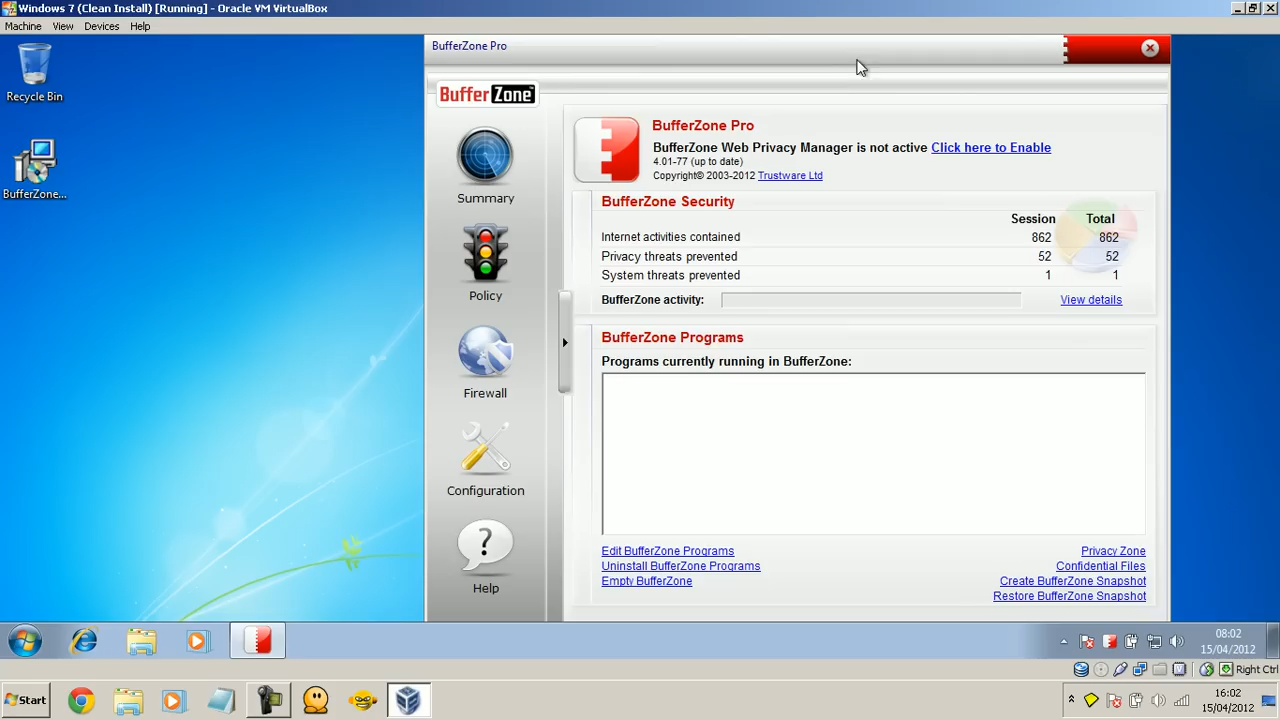 Windows 7 (Clean Install) [Running] - Oracle VM VirtualBox
Machine View Devices Help
BufferZone Pro
Recycle Bin
BufferZone...
BufferZone
Summary
Policy
Firewall
Configuration
?
Help
BufferZone Pro
BufferZone Web Privacy Manager is not active Click here to Enable
4.01-77 (up to date)
Copyright© 2003-2012 Trustware Ltd
BufferZone Security
Session Total
Internet activities contained 862 862
Privacy threats prevented 52 52
System threats prevented 1 1
BufferZone activity: View details
BufferZone Programs
Programs currently running in BufferZone:
Edit BufferZone Programs Privacy Zone
Uninstall BufferZone Programs Confidential Files
Empty BufferZone Create BufferZone Snapshot
Restore BufferZone Snapshot
08:02
15/04/2012
Right Ctrl
Start
16:02
15/04/2012